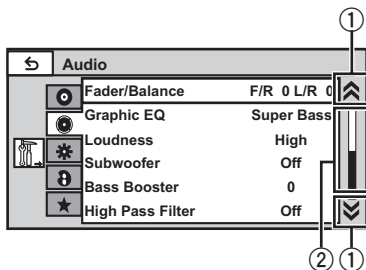 ①
Audio
Fader/Balance F/R 0 L/R 0
Graphic EQ Super Bass
Loudness High
Subwoofer Off
Bass Booster 0
High Pass Filter Off
② ①